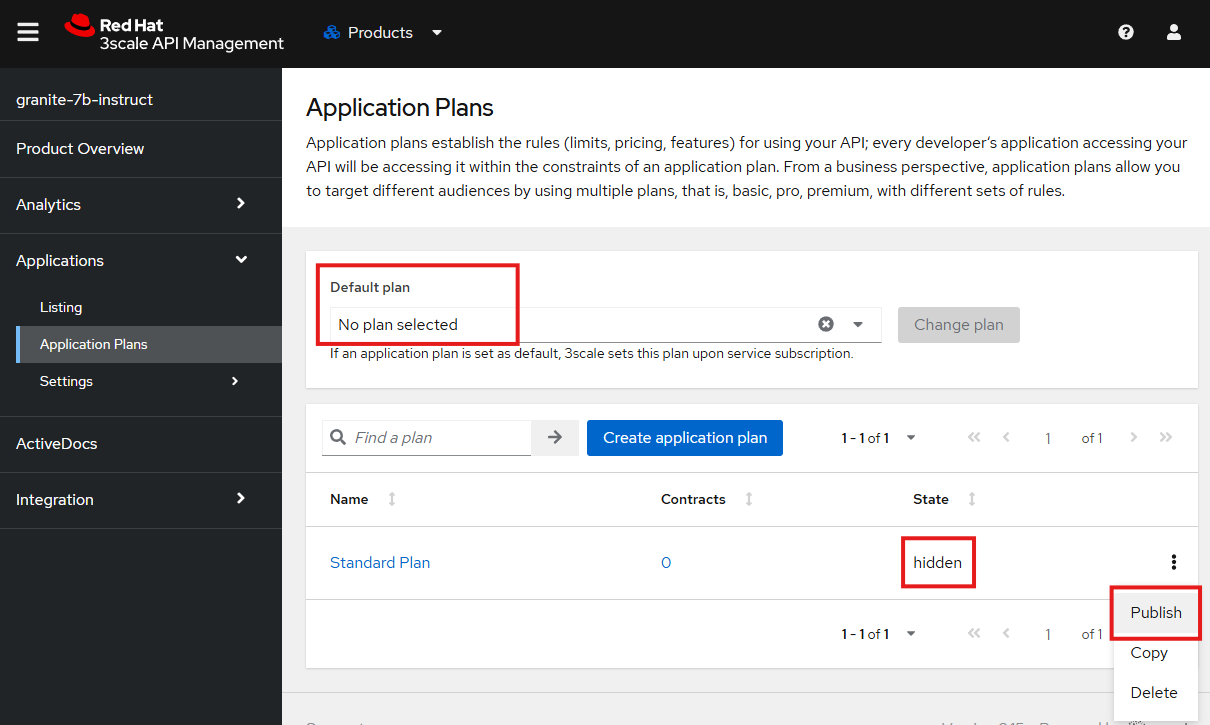 Red Hat
3scale API Management
Products
granite-7b-instruct
Product Overview
Analytics
Applications
Listing
Application Plans
Settings
ActiveDocs
Integration
Application Plans
Application plans establish the rules (limits, pricing, features) for using your API; every developer’s application accessing your
API will be accessing it within the constraints of an application plan. From a business perspective, application plans allow you
to target different audiences by using multiple plans, that is, basic, pro, premium, with different sets of rules.
Default plan
No plan selected
Change plan
If an application plan is set as default, 3scale sets this plan upon service subscription.
Find a plan
Create application plan
1 - 1 of 1
1 of 1
Name Contracts State
Standard Plan 0 hidden
1 - 1 of 1
1 of 1
Publish
Copy
Delete